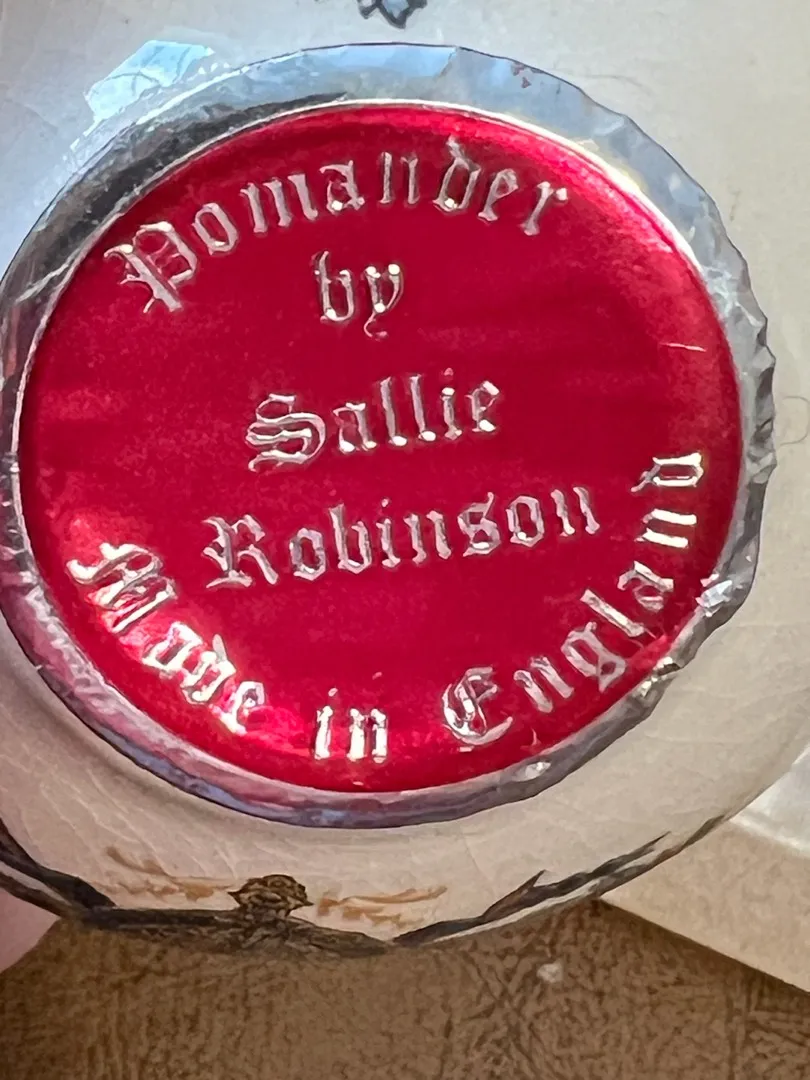 Pomander
by
Sallie
Robinson
Made in England